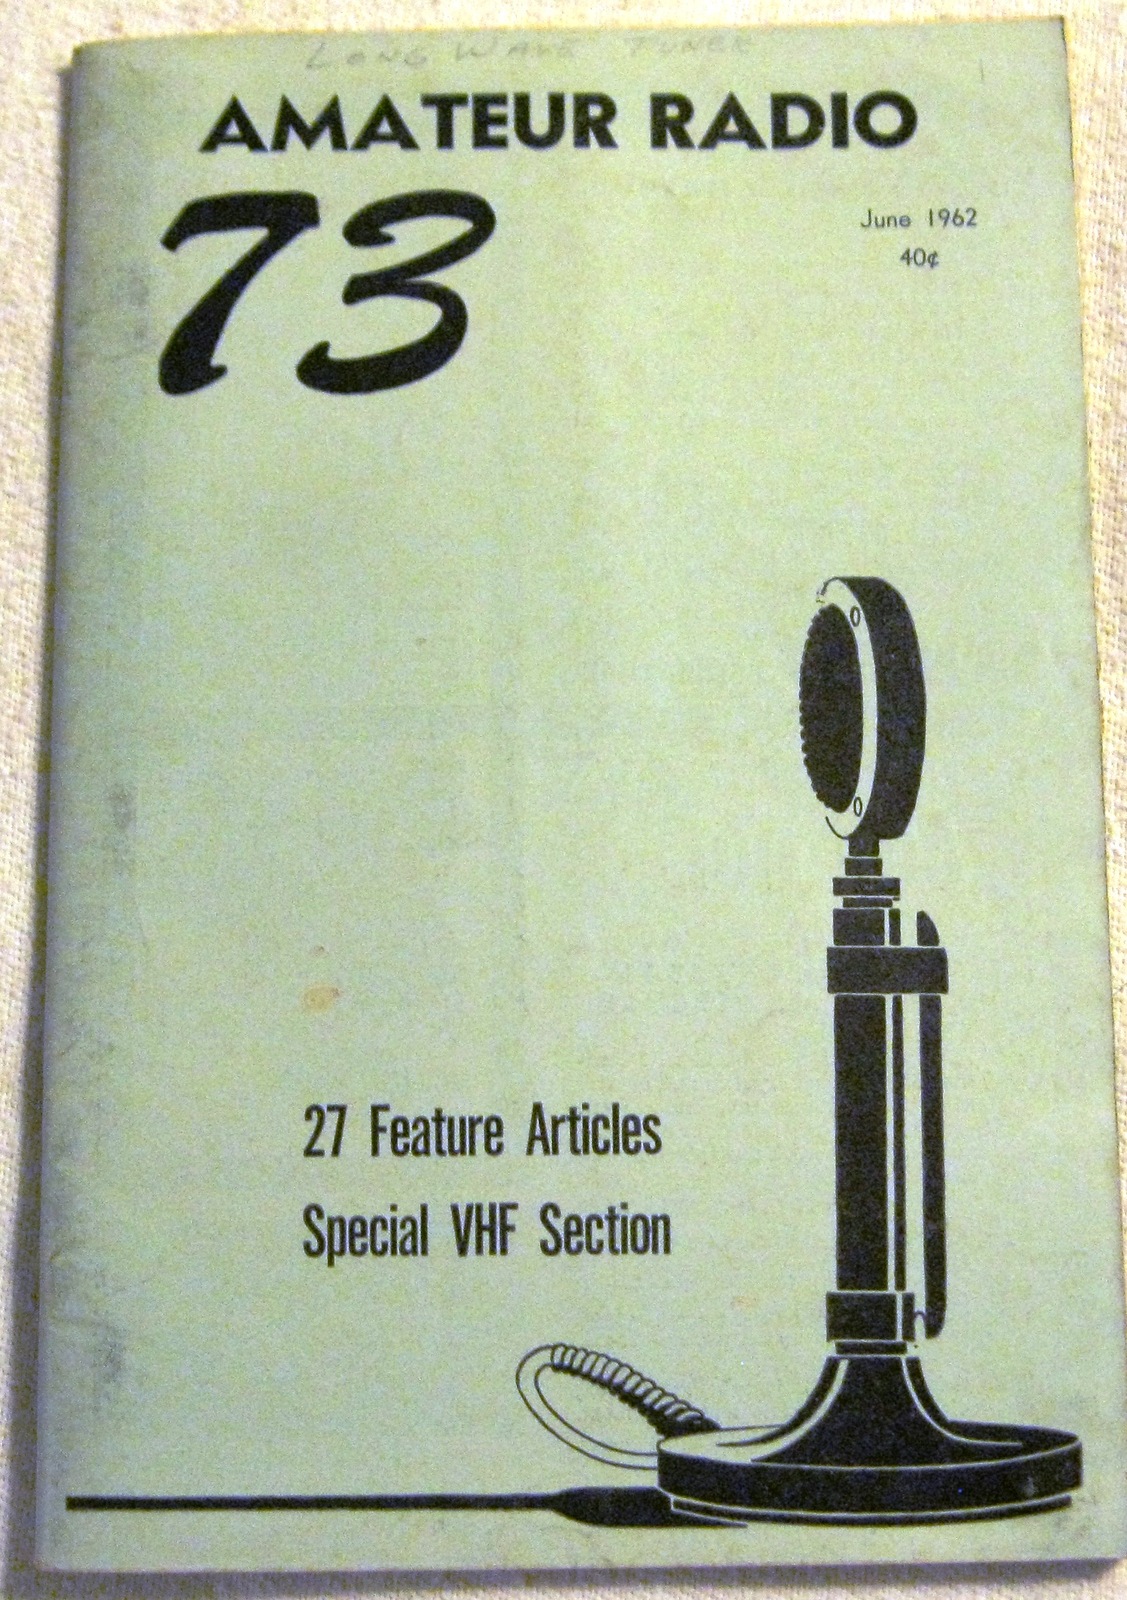 LONG WAVE TUNER
AMATEUR RADIO
73
June 1962
40¢
27 Feature Articles
Special VHF Section